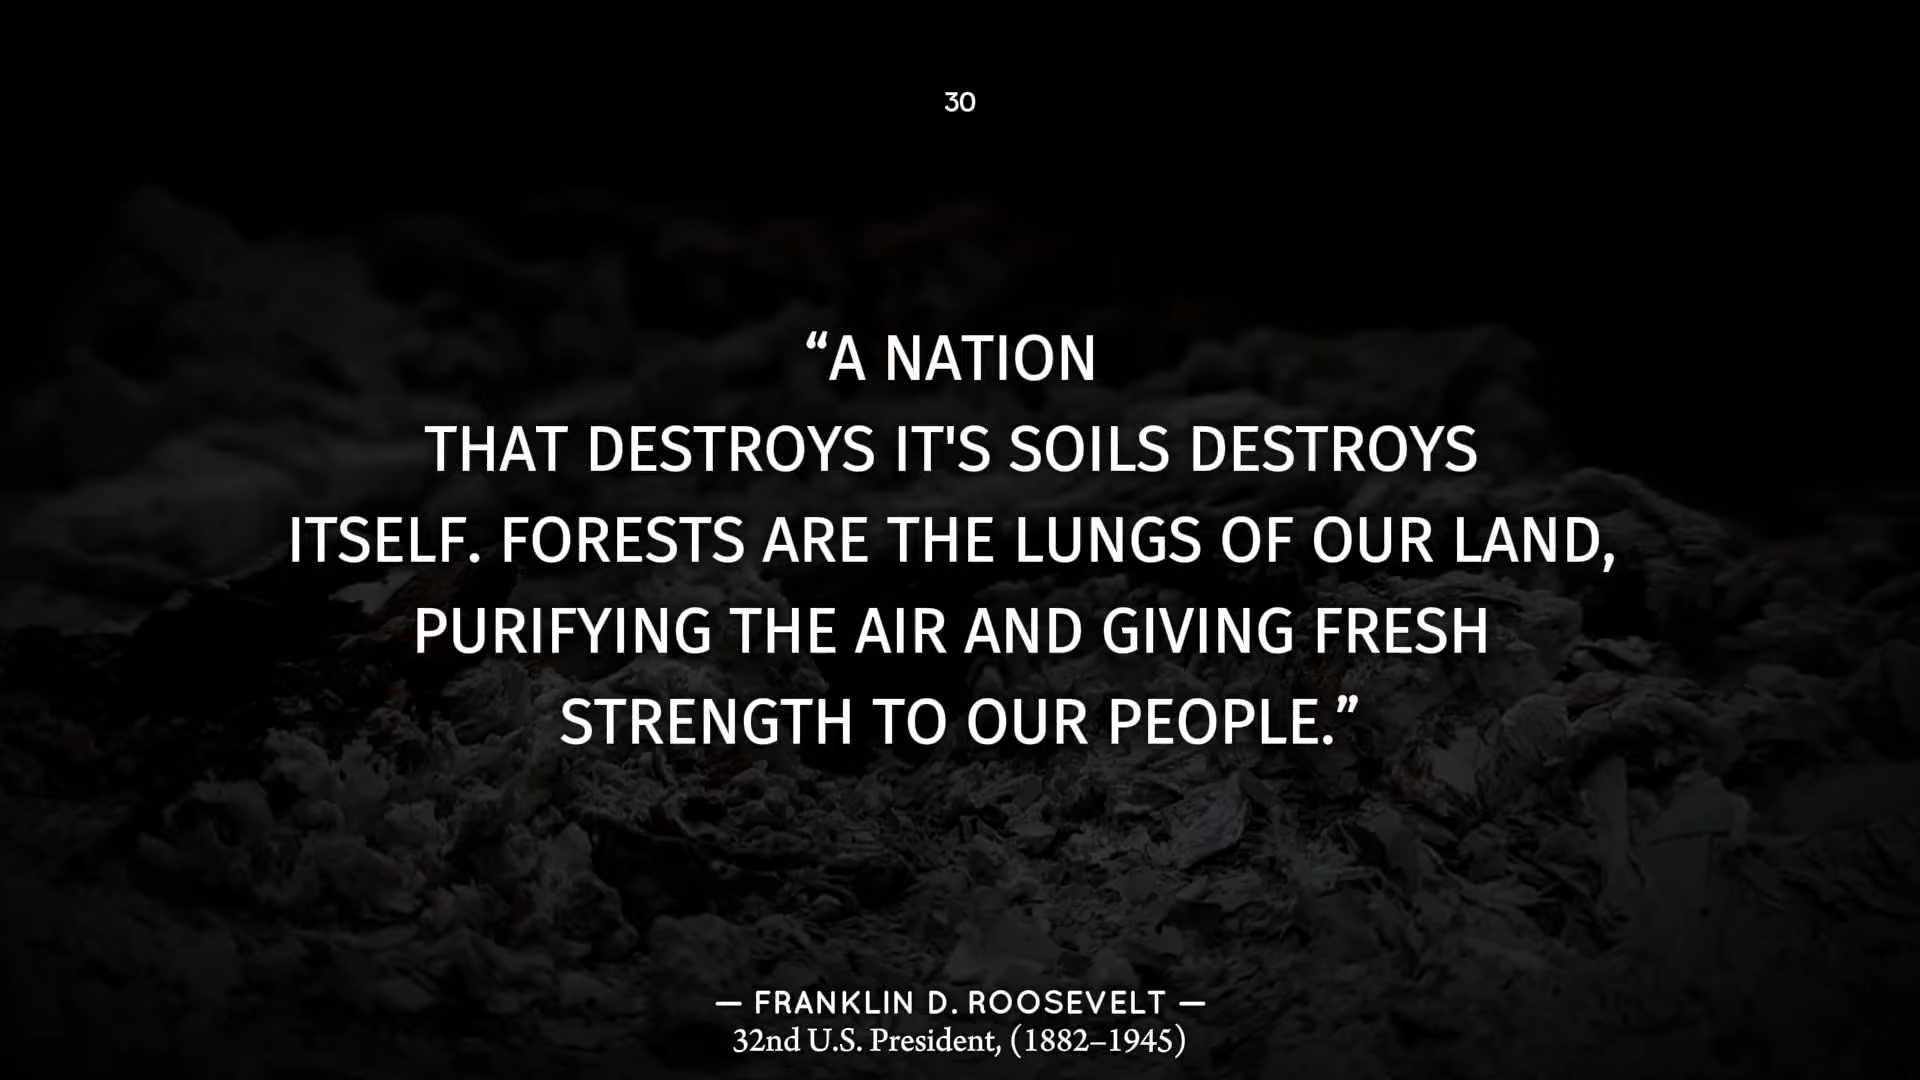 30
“A NATION
THAT DESTROYS IT'S SOILS DESTROYS
ITSELF. FORESTS ARE THE LUNGS OF OUR LAND,
PURIFYING THE AIR AND GIVING FRESH
STRENGTH TO OUR PEOPLE.”
— FRANKLIN D. ROOSEVELT —
32nd U.S. President, (1882–1945)